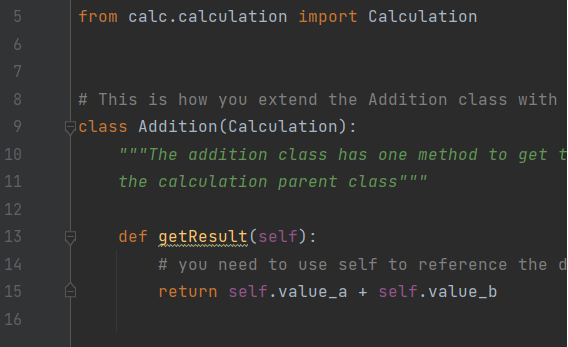 5 from calc.calculation import Calculation
6
7
8 # This is how you extend the Addition class with
9 class Addition(Calculation):
10 """The addition class has one method to get t
11 the calculation parent class"""
12
13 def getResult(self):
14 # you need to use self to reference the d
15 return self.value_a + self.value_b
16